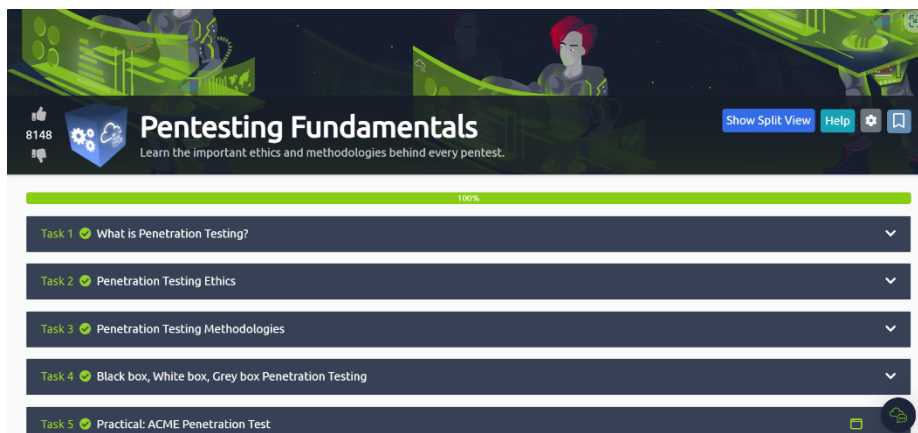 Pentesting Fundamentals
Learn the important ethics and methodologies behind every pentest.
8148
Show Split View
Help
100%
Task 1 What is Penetration Testing?
Task 2 Penetration Testing Ethics
Task 3 Penetration Testing Methodologies
Task 4 Black box, White box, Grey box Penetration Testing
Task 5 Practical: ACME Penetration Test